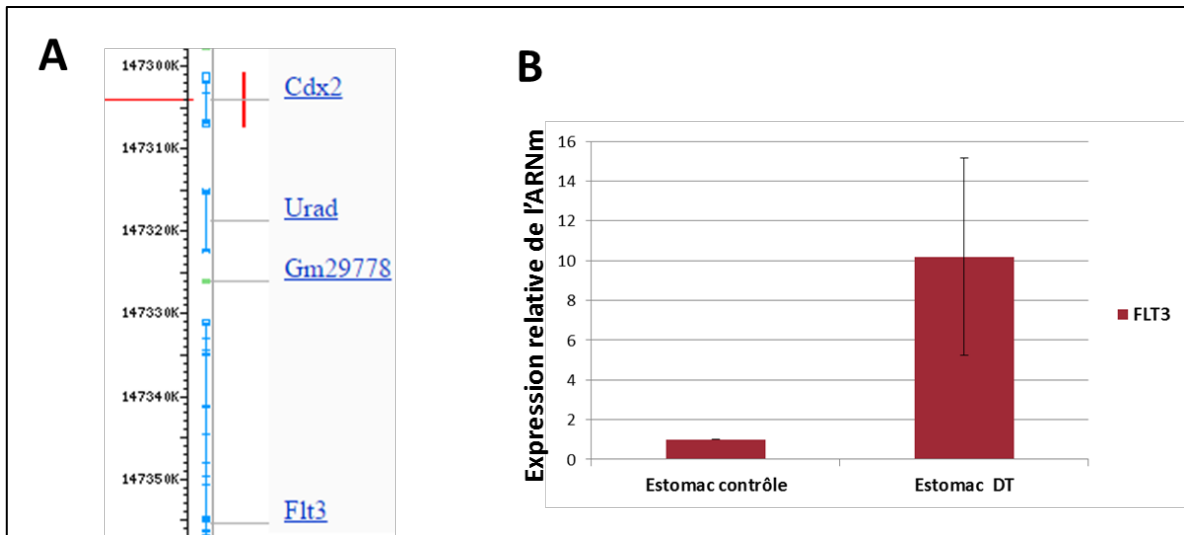 A
147300K
Cdx2
147310K
Urad
147320K
Gm29778
147330K
147340K
147350K
Flt3
B
Expression relative de l'ARNm
16
14
12
10
8
6
4
2
0
Estomac contrôle
Estomac DT
FLT3